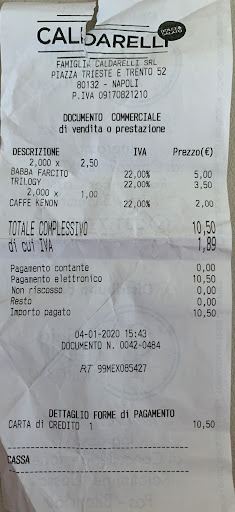 CALDARELLI
FAMIGLIA CALDARELLI SRL
PIAZZA TRIESTE E TRENTO 52
80132 - NAPOLI
P.IVA 09170821210
DOCUMENTO COMMERCIALE
di vendita o prestazione
DESCRIZIONE IVA Prezzo(€)
2,000 x 2,50
BABBA FARCITO 22,00% 5,00
TRILOGY 22,00% 3,50
2,000 x 1,00
CAFFE KENON 22,00% 2,00
TOTALE COMPLESSIVO 10,50
di cui IVA 1,89
Pagamento contante 0,00
Pagamento elettronico 10,50
Non riscosso 0,00
Resto 0,00
Importo pagato 10,50
04-01-2020 15:43
DOCUMENTO N. 0042-0484
RT 99MEX085427
DETTAGLIO FORME di PAGAMENTO
CARTA di CREDITO 1 10,50
CASSA